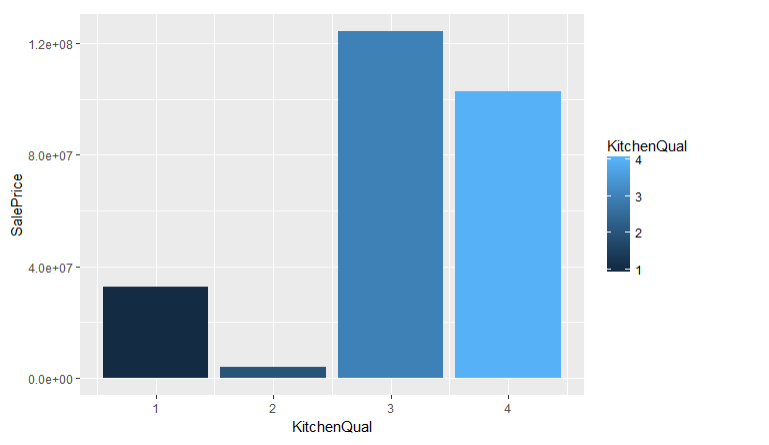 1.2e+08
8.0e+07
4.0e+07
0.0e+00
SalePrice
1 2 3 4
KitchenQual
KitchenQual
4
3
2
1